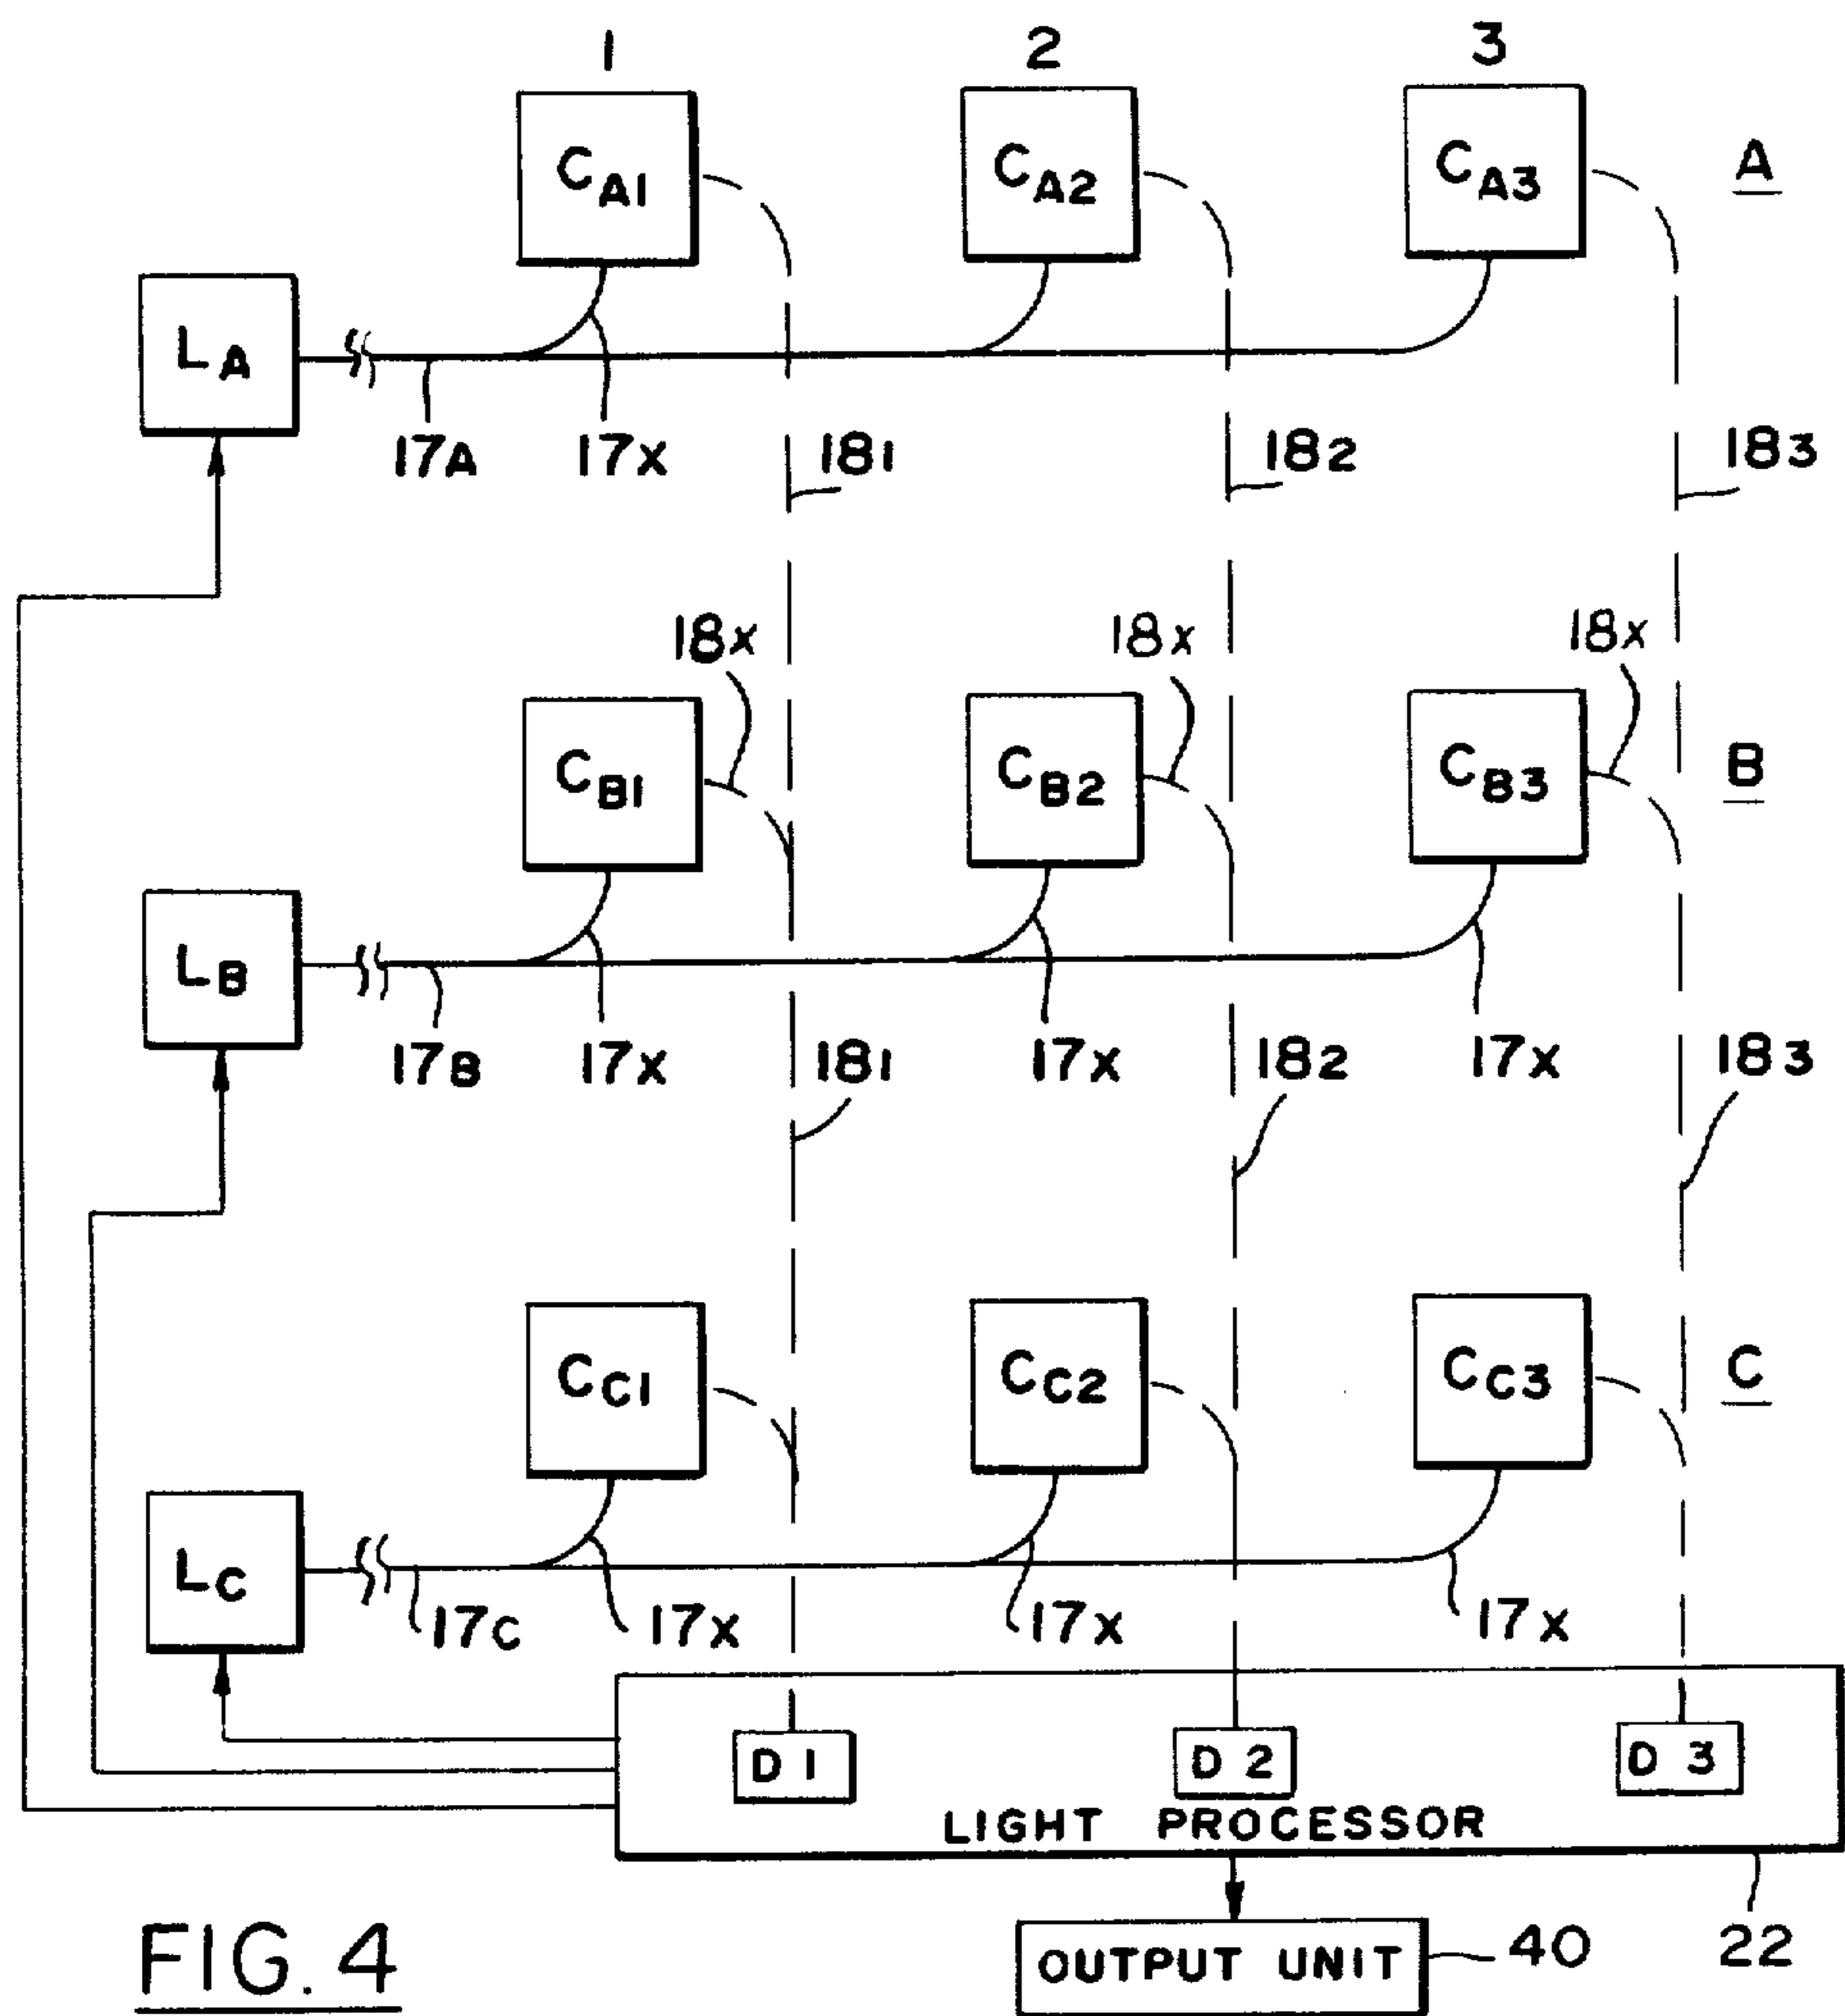 1 2 3
CA1 CA2 CA3 A
LA
17A 17X 181 182 183
18X 18X 18X
CB1 CB2 CB3 B
LB
17B 17X 181 17X 182 17X 183
CC1 CC2 CC3 C
LC
17C 17X 17X 17X
D1 D2 D3
LIGHT PROCESSOR
FIG. 4 OUTPUT UNIT 40 22